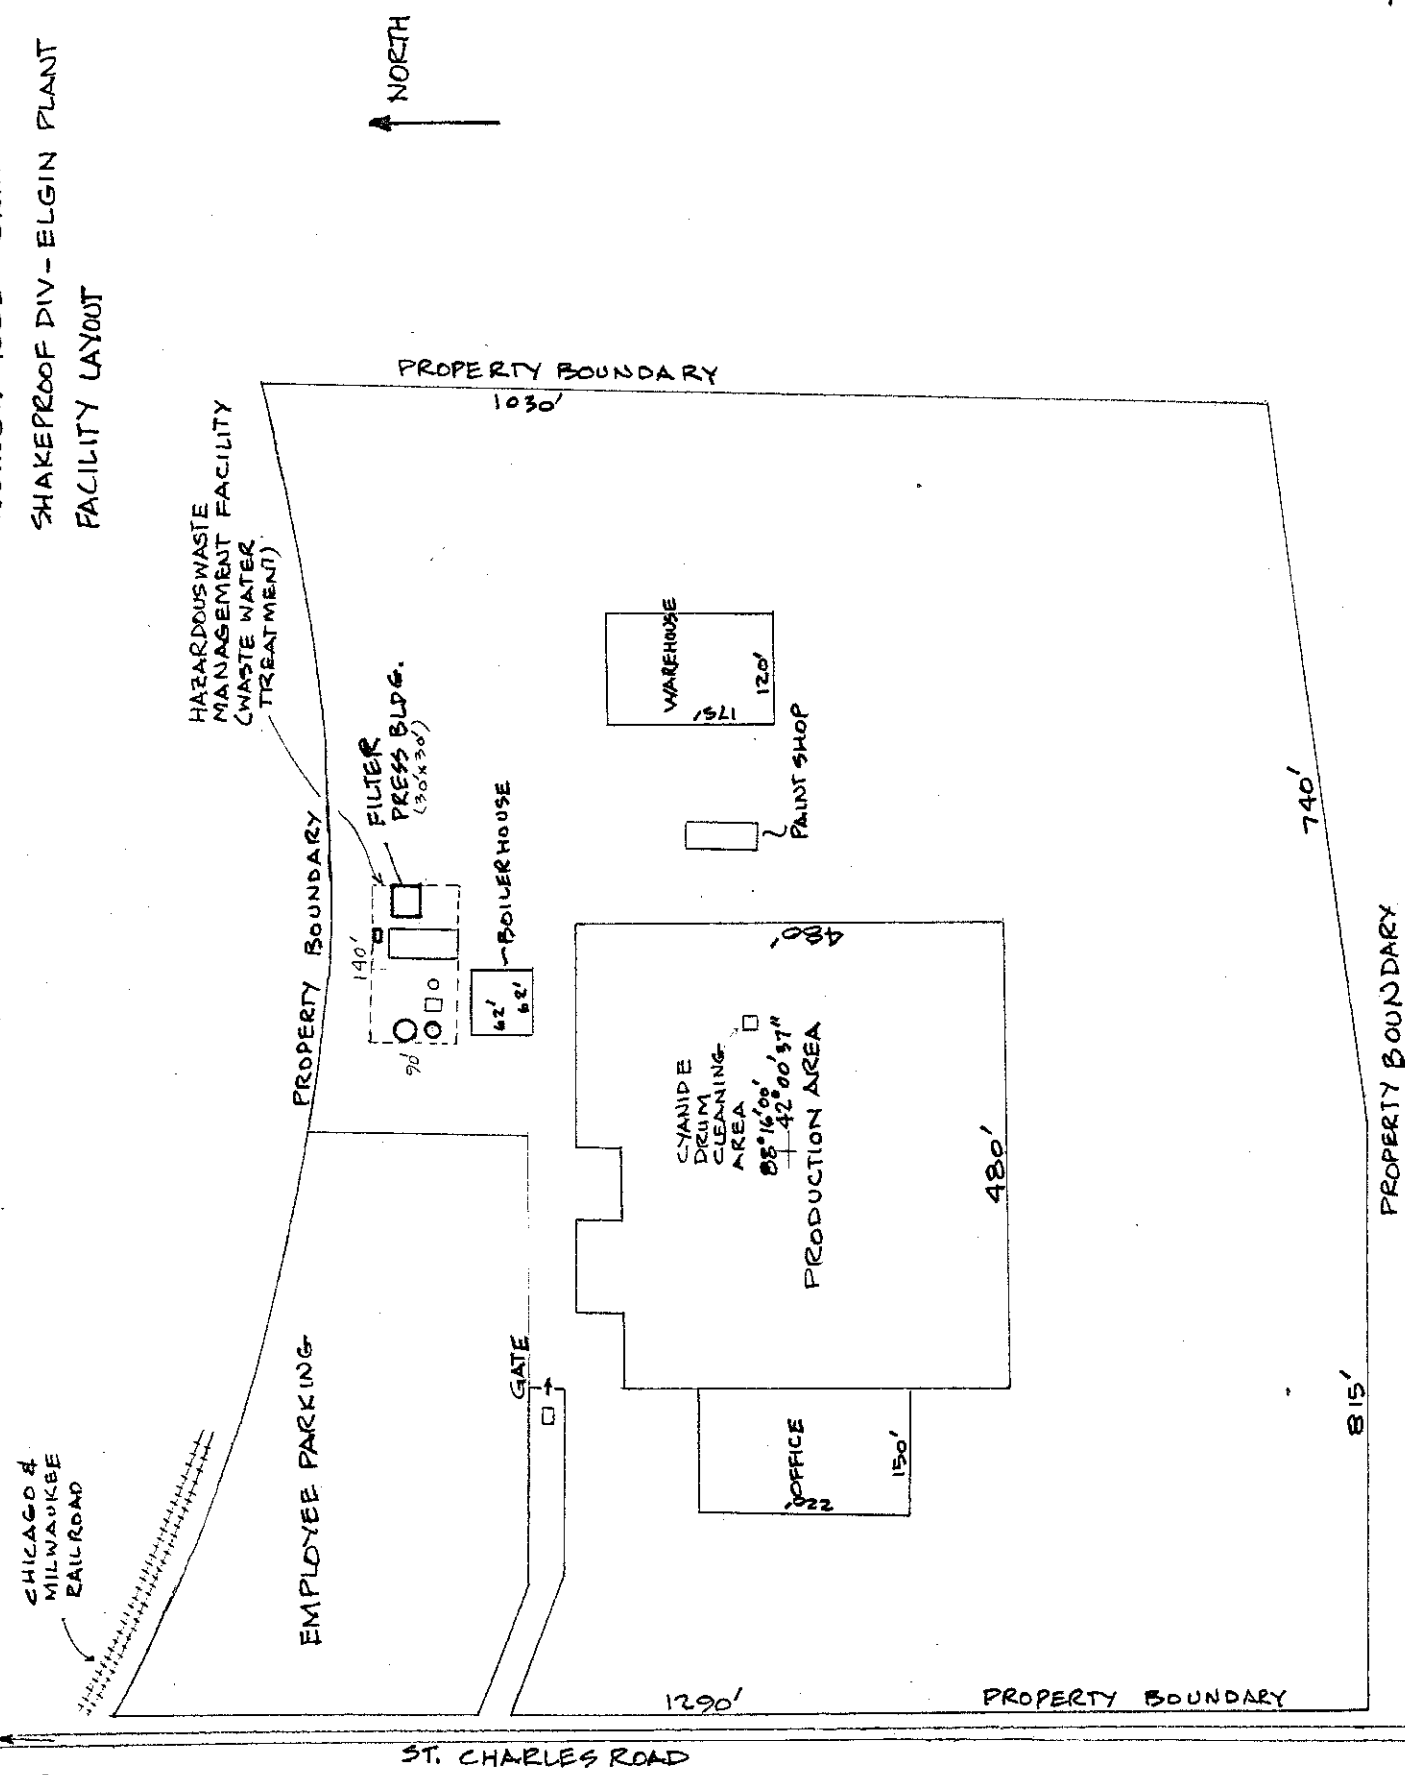 SHAKEPROOF DIV-ELGIN PLANT
FACILITY LAYOUT
NORTH
CHICAGO &
MILWAUKEE
RAILROAD
PROPERTY BOUNDARY
1030'
HAZARDOUS WASTE
MANAGEMENT FACILITY
(WASTE WATER
TREATMENT)
PROPERTY BOUNDARY
FILTER
PRESS BLDG.
(30'X30')
140'
90'
BOILERHOUSE
62'
62'
WAREHOUSE
175'
120'
PAINT SHOP
EMPLOYEE PARKING
GATE
480'
CYANIDE
DRUM
CLEANING
AREA
88°16'00"
42°00'37"
PRODUCTION AREA
480'
OFFICE
220'
150'
740'
815'
PROPERTY BOUNDARY
1290'
PROPERTY BOUNDARY
ST. CHARLES ROAD